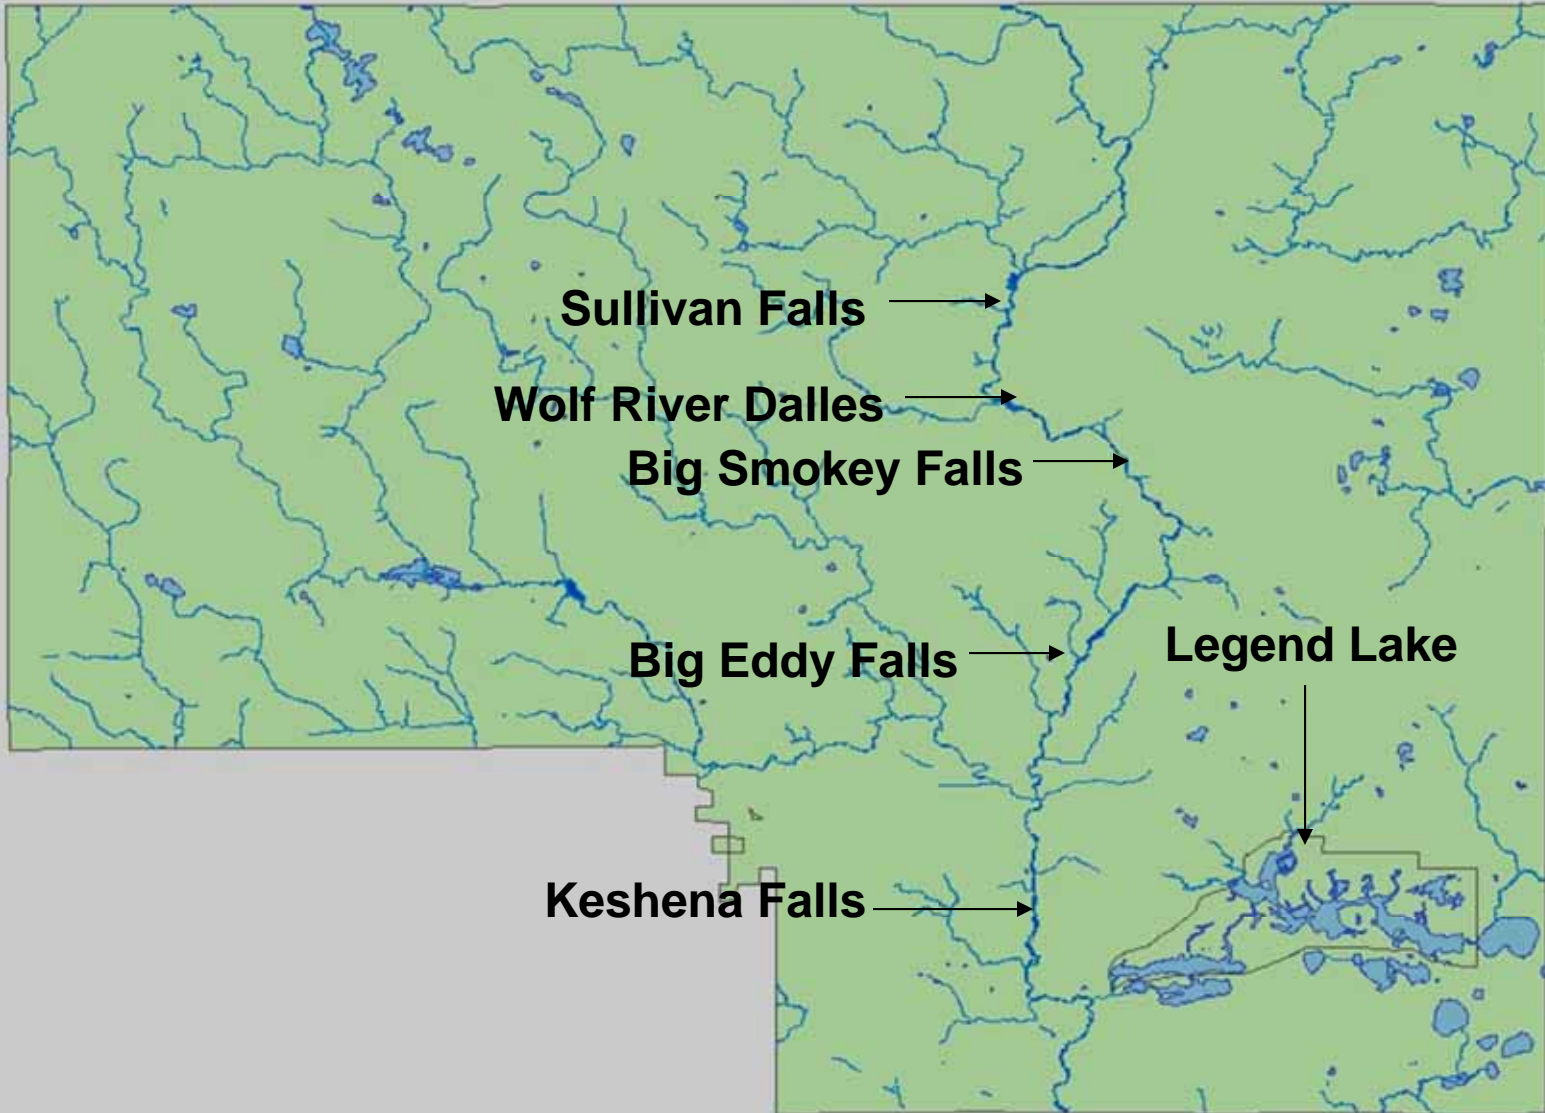 Sullivan Falls
Wolf River Dalles
Big Smokey Falls
Legend Lake
Big Eddy Falls
Keshena Falls